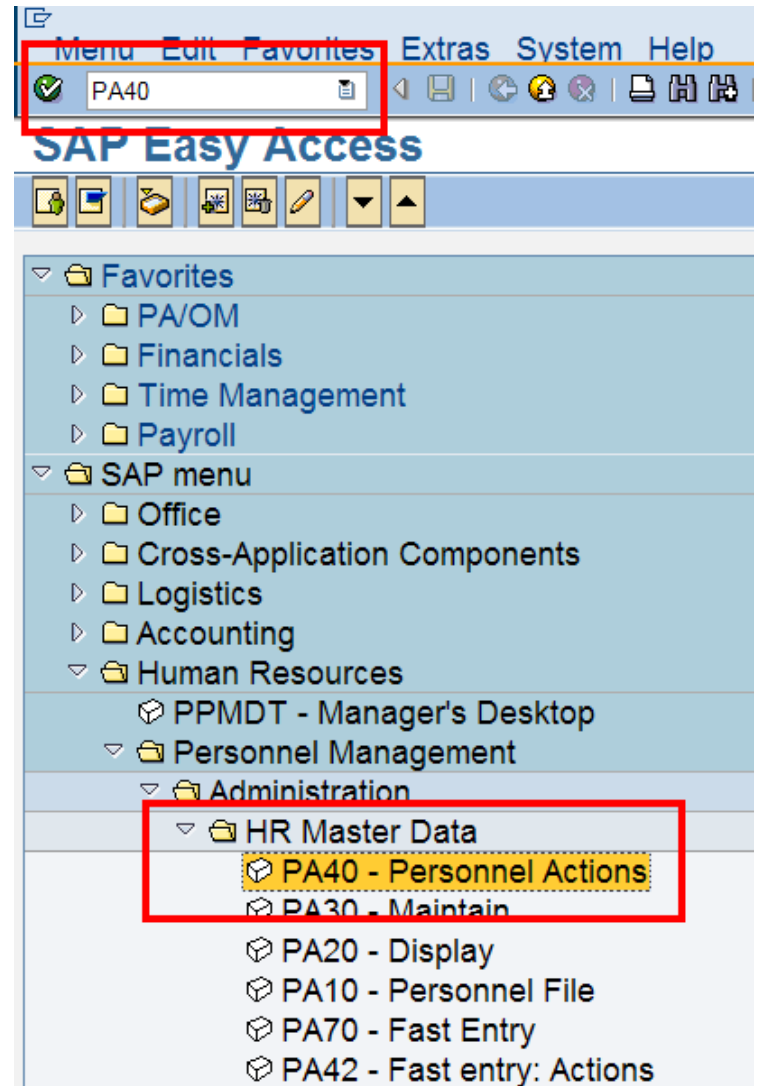 Menu Edit Favorites Extras System Help
PA40
SAP Easy Access
Favorites
PA/OM
Financials
Time Management
Payroll
SAP menu
Office
Cross-Application Components
Logistics
Accounting
Human Resources
PPMDT - Manager's Desktop
Personnel Management
Administration
HR Master Data
PA40 - Personnel Actions
PA30 - Maintain
PA20 - Display
PA10 - Personnel File
PA70 - Fast Entry
PA42 - Fast entry: Actions